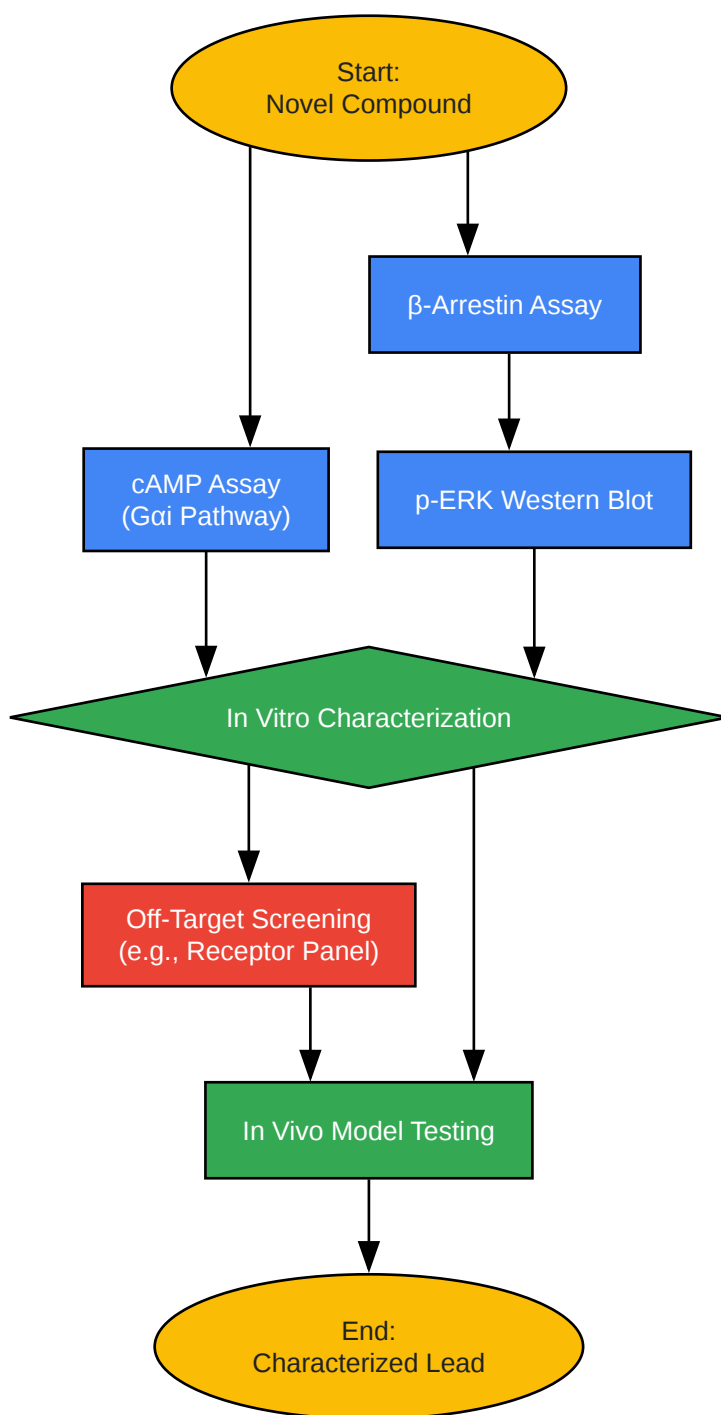 Start:
Novel Compound
β-Arrestin Assay
cAMP Assay
(Gαi Pathway)
p-ERK Western Blot
In Vitro Characterization
Off-Target Screening
(e.g., Receptor Panel)
In Vivo Model Testing
End:
Characterized Lead